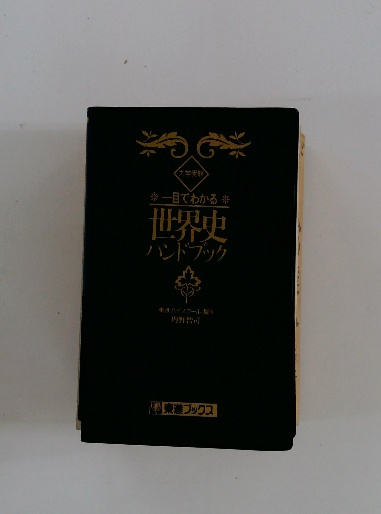 大学受験
※一目でわかる※
世界史
ハンドブック
東進ブックス